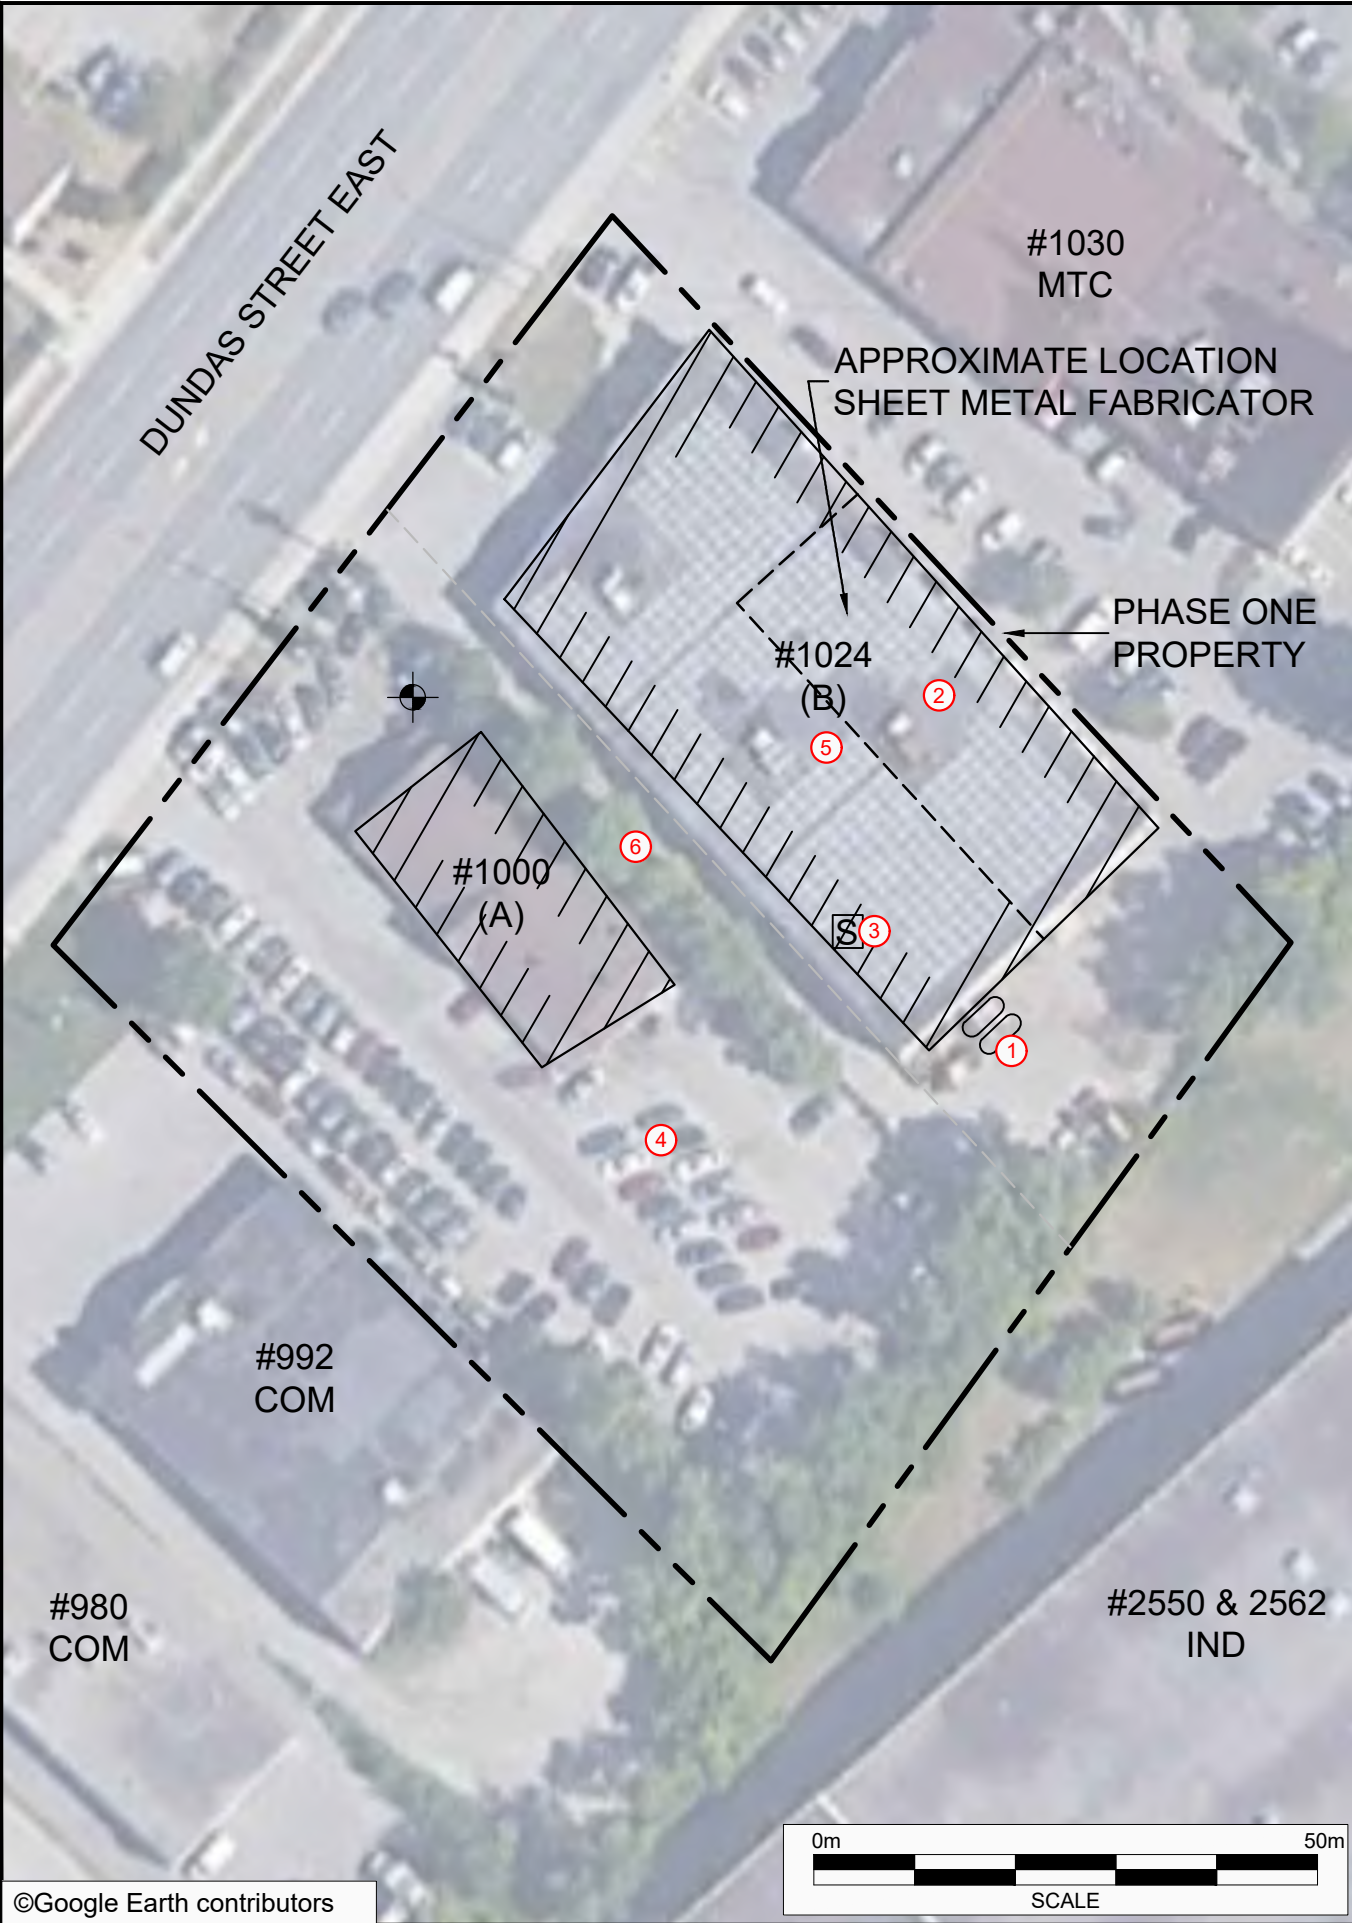 DUNDAS STREET EAST
#1030
MTC
APPROXIMATE LOCATION
SHEET METAL FABRICATOR
PHASE ONE
PROPERTY
#1024
(B)
2
5
6
#1000
(A)
S
3
1
4
#992
COM
#980
COM
#2550 & 2562
IND
0m
50m
SCALE
©Google Earth contributors